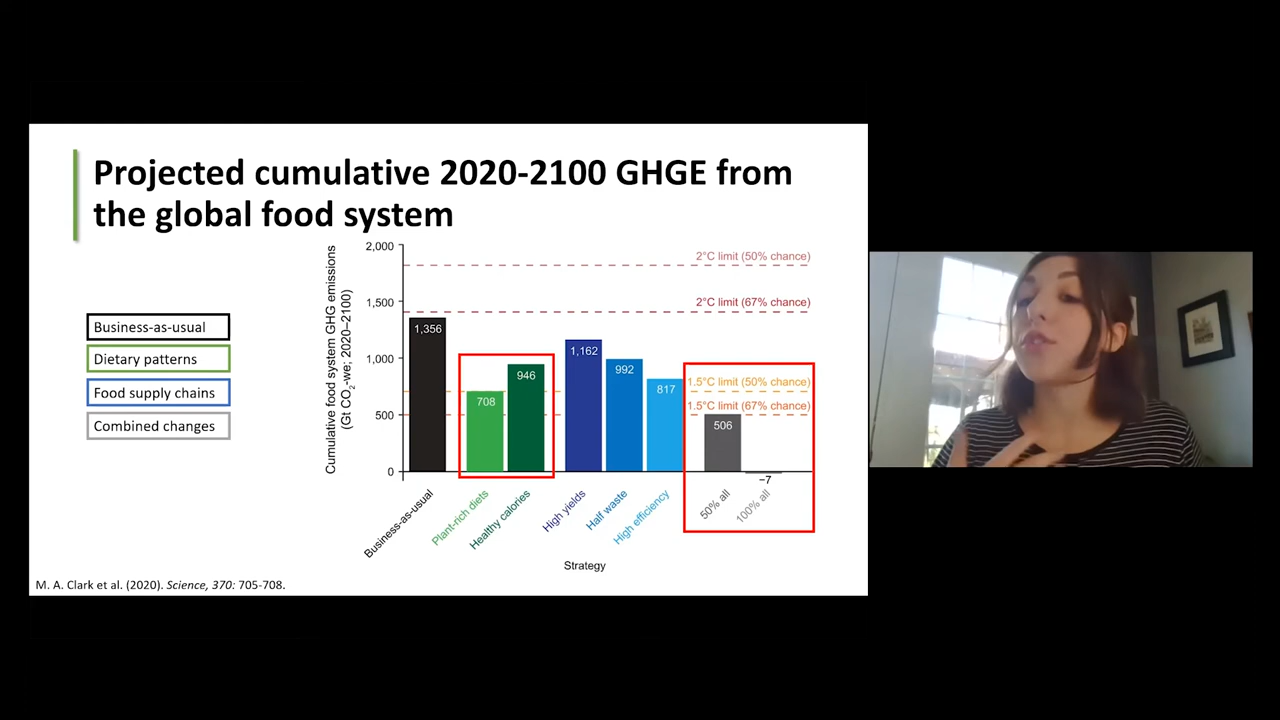 Projected cumulative 2020-2100 GHGE from
the global food system
Business-as-usual
Dietary patterns
Food supply chains
Combined changes
Cumulative food system GHG emissions
(Gt CO2-we; 2020–2100)
2,000
1,500
1,000
500
0
2°C limit (50% chance)
2°C limit (67% chance)
1.5°C limit (50% chance)
1.5°C limit (67% chance)
1,356
708
946
1,162
992
817
506
−7
Business-as-usual
Plant-rich diets
Healthy calories
High yields
Half waste
High efficiency
50% all
100% all
Strategy
M. A. Clark et al. (2020). Science, 370: 705-708.